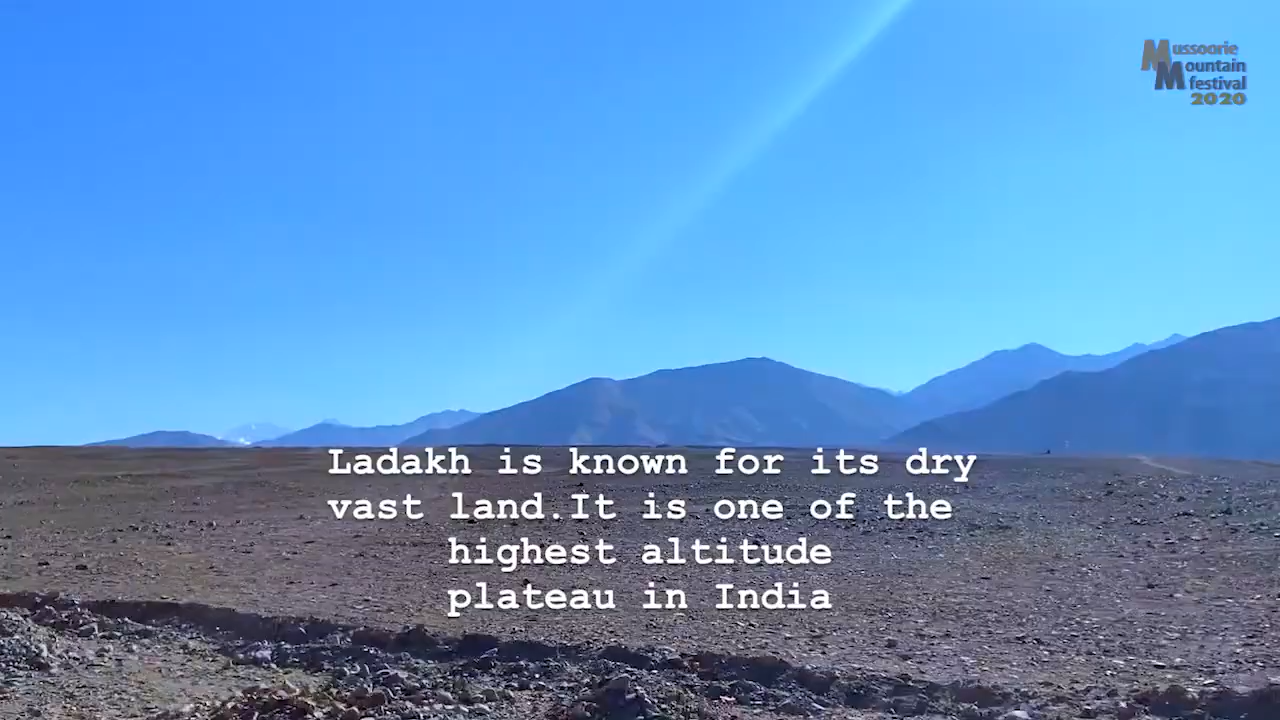 Mussoorie
Mountain
festival
2020
Ladakh is known for its dry
vast land.It is one of the
highest altitude
plateau in India